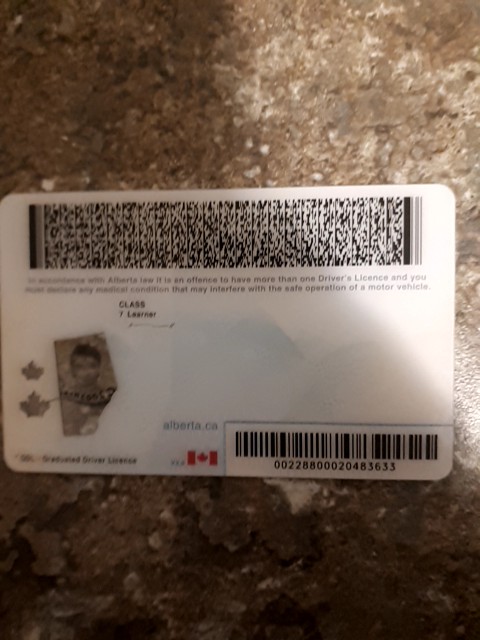 In accordance with Alberta law it is an offence to have more than one Driver's Licence and you
must declare any medical condition that may interfere with the safe operation of a motor vehicle.
CLASS
7 Learner
alberta.ca
* GDL - Graduated Driver Licence
00228800020483633